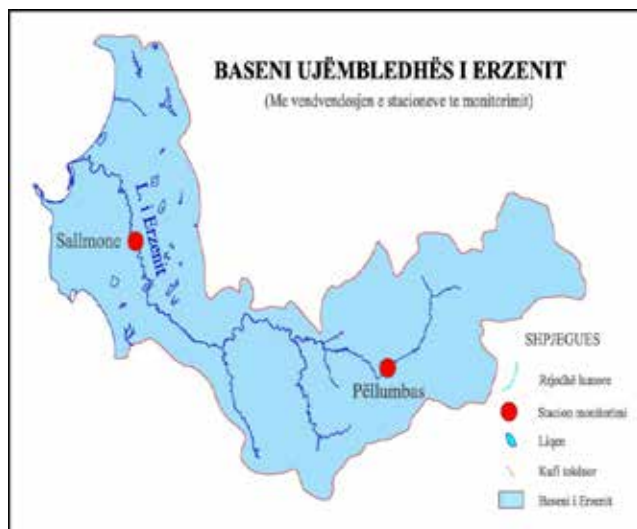 BASENI UJËMBLEDHËS I ERZENIT
(Me vendvendosjen e stacioneve te monitorimit)
L. i Erzenit
Sallmone
Pëllumbas
SHPJEGUES
Rrjedhë lumore
Stacion monitorimi
Liqen
Kufi tokësor
Baseni i Erzenit